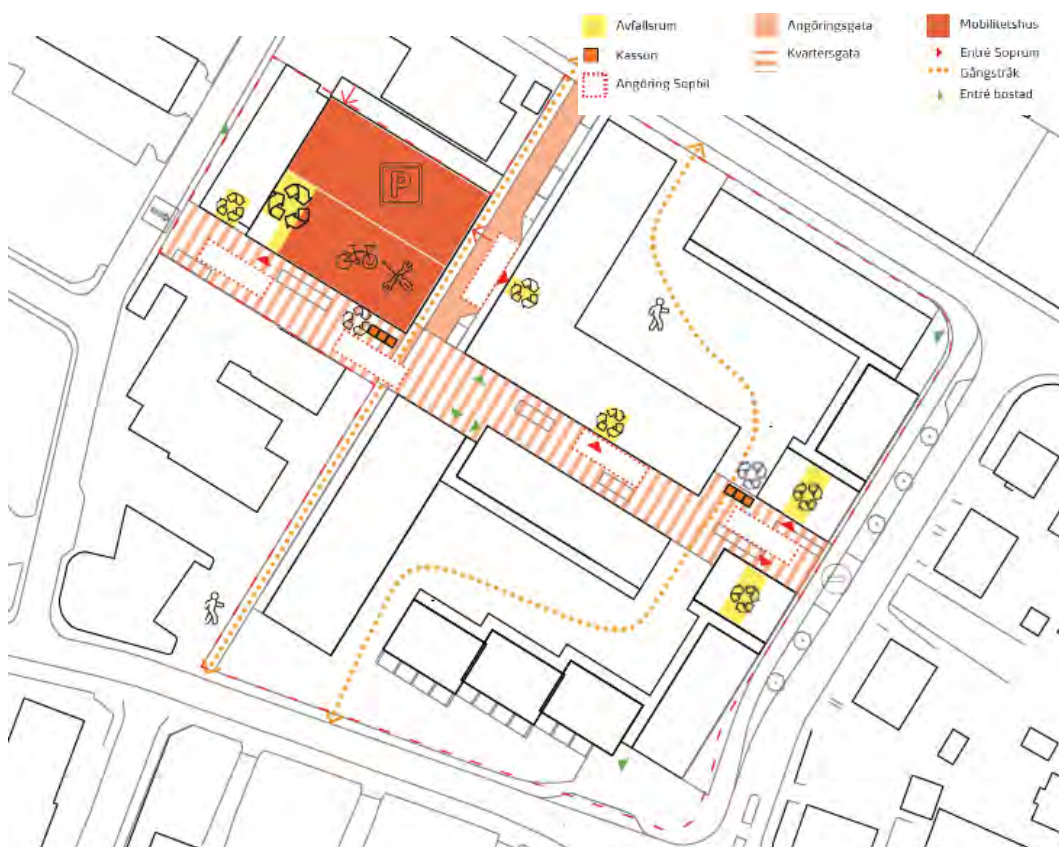 Avfallsrum
Kasson
Angöring Sopbil
Angöringsgata
Kvartersgata
Mobilitetshus
Entré Soprum
Gångstråk
Entré bostad
P